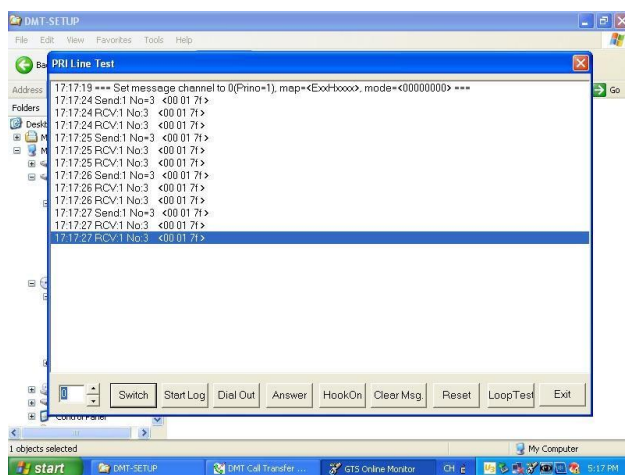 DMT-SETUP
File Edit View Favorites Tools Help
PRI Line Test
Address
Go
Folders
17:17:19 === Set message channel to 0(Prino=1), map=<ExxHxxxx>, mode=<00000000> ===
17:17:24 Send:1 No=3 <00 01 7f>
17:17:24 RCV:1 No:3 <00 01 7f>
17:17:24 RCV:1 No:3 <00 01 7f>
17:17:25 Send:1 No=3 <00 01 7f>
17:17:25 RCV:1 No:3 <00 01 7f>
17:17:25 RCV:1 No:3 <00 01 7f>
17:17:26 Send:1 No=3 <00 01 7f>
17:17:26 RCV:1 No:3 <00 01 7f>
17:17:26 RCV:1 No:3 <00 01 7f>
17:17:27 Send:1 No=3 <00 01 7f>
17:17:27 RCV:1 No:3 <00 01 7f>
17:17:27 RCV:1 No:3 <00 01 7f>
0 Switch Start Log Dial Out Answer HookOn Clear Msg. Reset LoopTest Exit
Control Panel
1 objects selected My Computer
start DMT-SETUP DMT Call Transfer ... GTS Online Monitor CH 5:17 PM